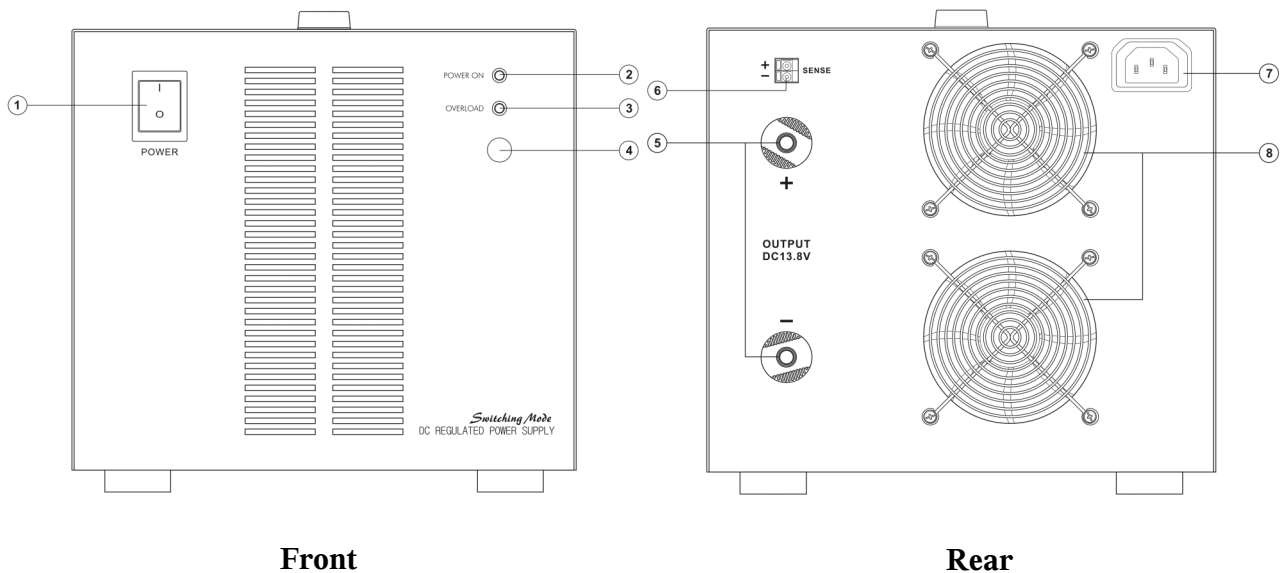 POWER ON
OVERLOAD
I
O
POWER
1
2
3
4
Switching Mode
DC REGULATED POWER SUPPLY
Front
+
−
SENSE
6
5
+
OUTPUT
DC13.8V
−
7
8
Rear